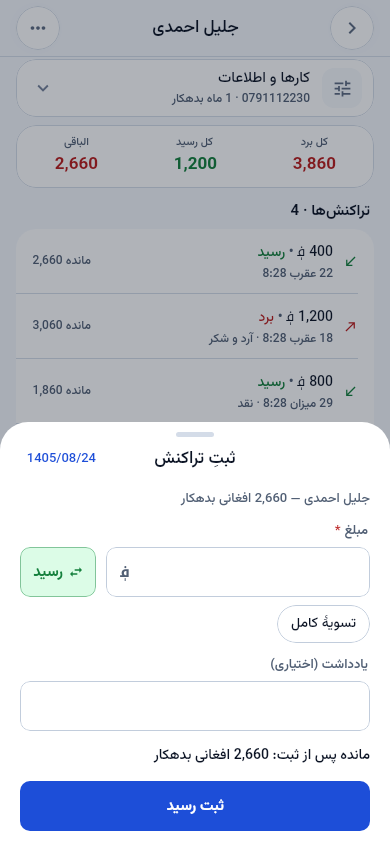 جلیل احمدی
کارها و اطلاعات
0791112230 · 1 ماه بدهکار
کل برد
کل رسید
الباقی
3,860
1,200
2,660
تراکنش‌ها · 4
400 ؋ • رسید
مانده 2,660
22 عقرب 8:28
1,200 ؋ • برد
مانده 3,060
18 عقرب 8:28 · آرد و شکر
800 ؋ • رسید
مانده 1,860
29 میزان 8:28 · نقد
ثبتِ تراکنش
1405/08/24
جلیل احمدی — 2,660 افغانی بدهکار
مبلغ *
؋
رسید
تسویهٔ کامل
یادداشت (اختیاری)
مانده پس از ثبت: 2,660 افغانی بدهکار
ثبت رسید